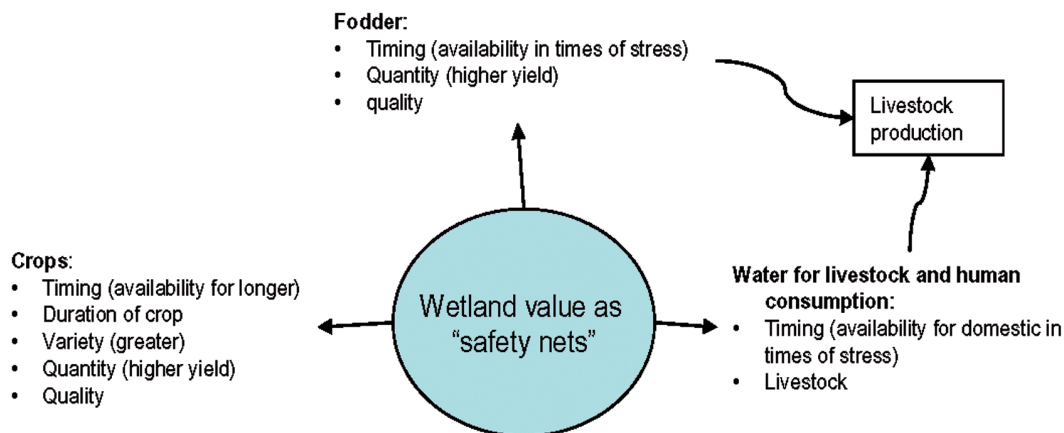 Fodder:
• Timing (availability in times of stress)
• Quantity (higher yield)
• quality
Livestock
production
Crops:
• Timing (availability for longer)
• Duration of crop
• Variety (greater)
• Quantity (higher yield)
• Quality
Wetland value as
“safety nets”
Water for livestock and human
consumption:
• Timing (availability for domestic in
times of stress)
• Livestock